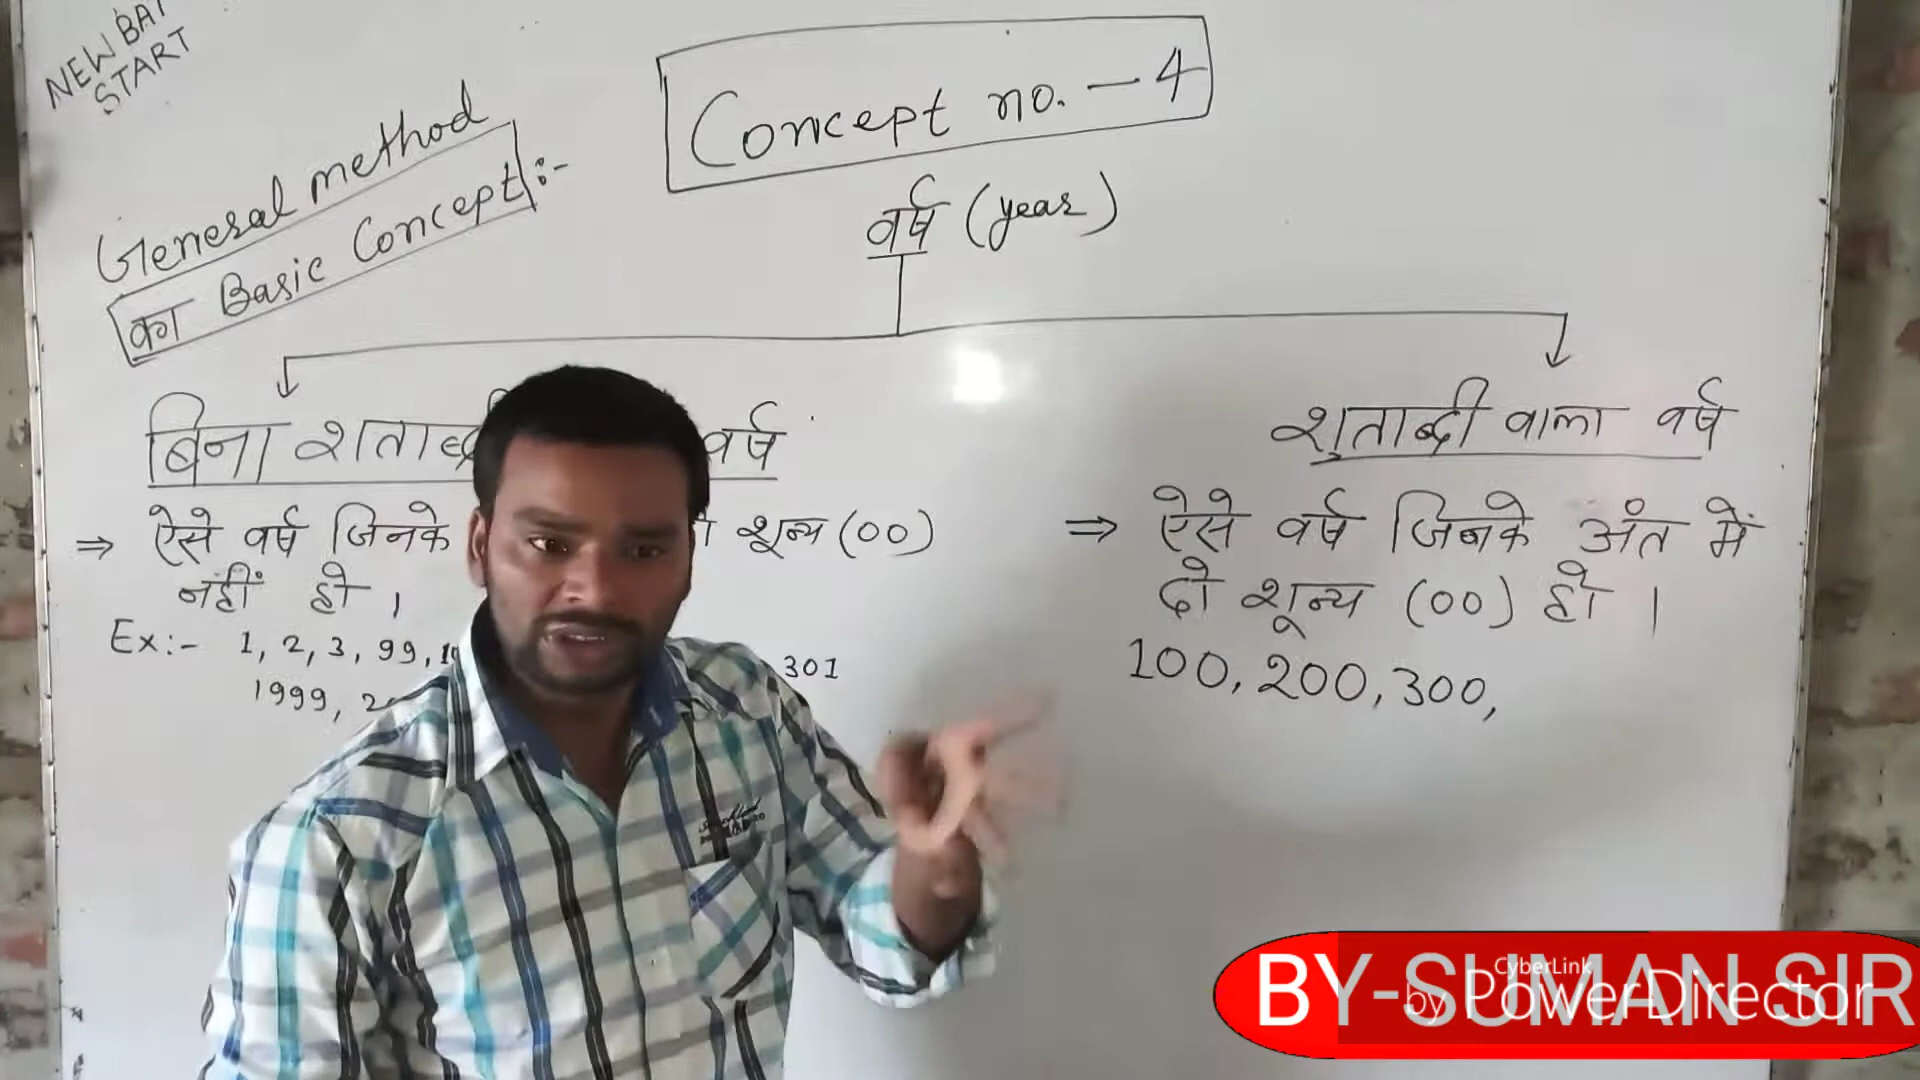 NEW BAT
START
General method
का Basic Concept :-
Concept no. - 4
वर्ष (year)
बिना शताब्दी वर्ष
⇒ ऐसे वर्ष जिनके शून्य (00)
नहीं हो ।
Ex:- 1, 2, 3, 99, 301
1999, 2
शताब्दी वाला वर्ष
⇒ ऐसे वर्ष जिनके अंत में
दो शून्य (00) हो ।
100, 200, 300,
BY-SUMAN SIR
CyberLink
by PowerDirector